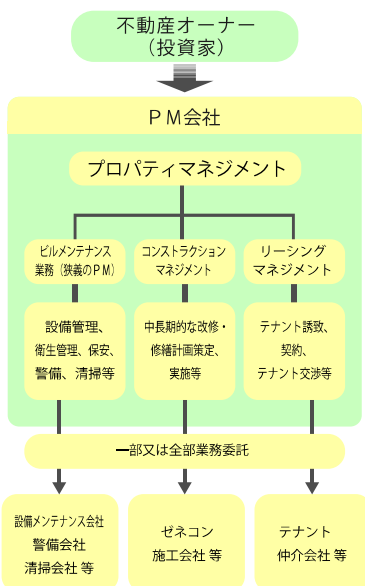 不動産オーナー
（投資家）
ＰＭ会社
プロパティマネジメント
ビルメンテナンス
業務（狭義のＰＭ）
コンストラクション
マネジメント
リーシング
マネジメント
設備管理、
衛生管理、保安、
警備、清掃等
中長期的な改修・
修繕計画策定、
実施等
テナント誘致、
契約、
テナント交渉等
一部又は全部業務委託
設備メンテナンス会社
警備会社
清掃会社 等
ゼネコン
施工会社 等
テナント
仲介会社 等